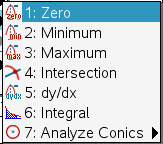 1: Zero
2: Minimum
3: Maximum
4: Intersection
5: dy/dx
6: Integral
7: Analyze Conics